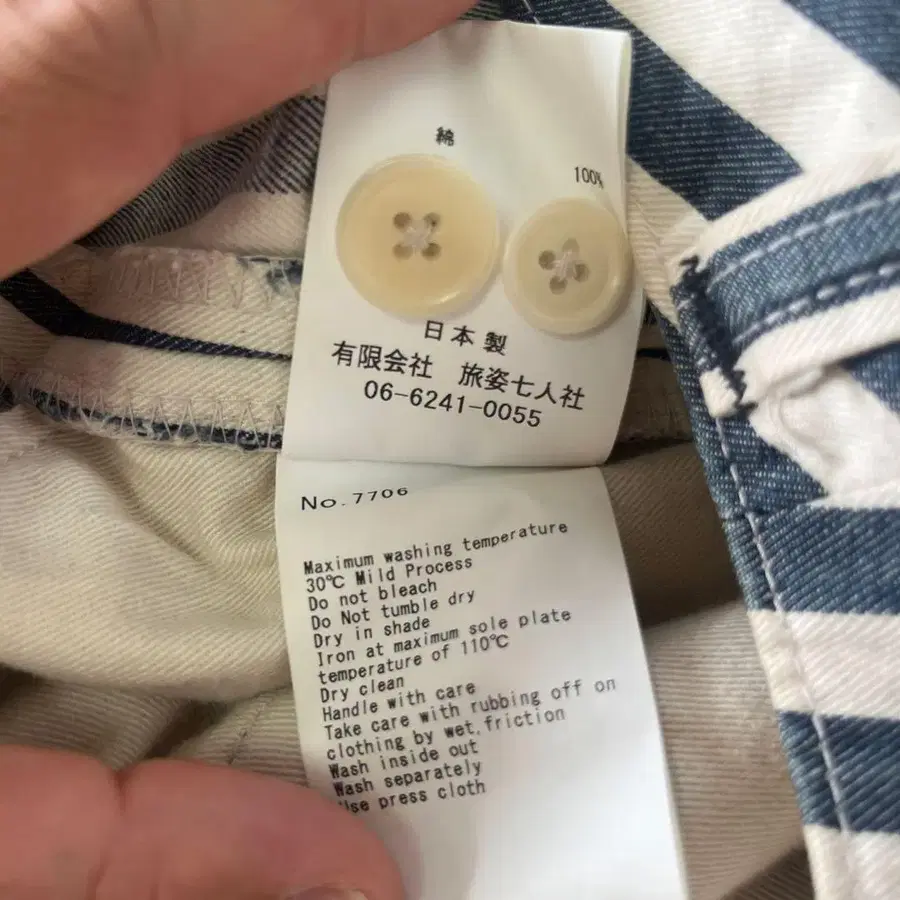 綿
100%
日本製
有限会社 旅姿七人社
06-6241-0055
No.7706
Maximum washing temperature
30℃ Mild Process
Do not bleach
Do Not tumble dry
Dry in shade
Iron at maximum sole plate
temperature of 110℃
Dry clean
Handle with care
Take care with rubbing off on
clothing by wet,friction
Wash inside out
Wash separately
Use press cloth